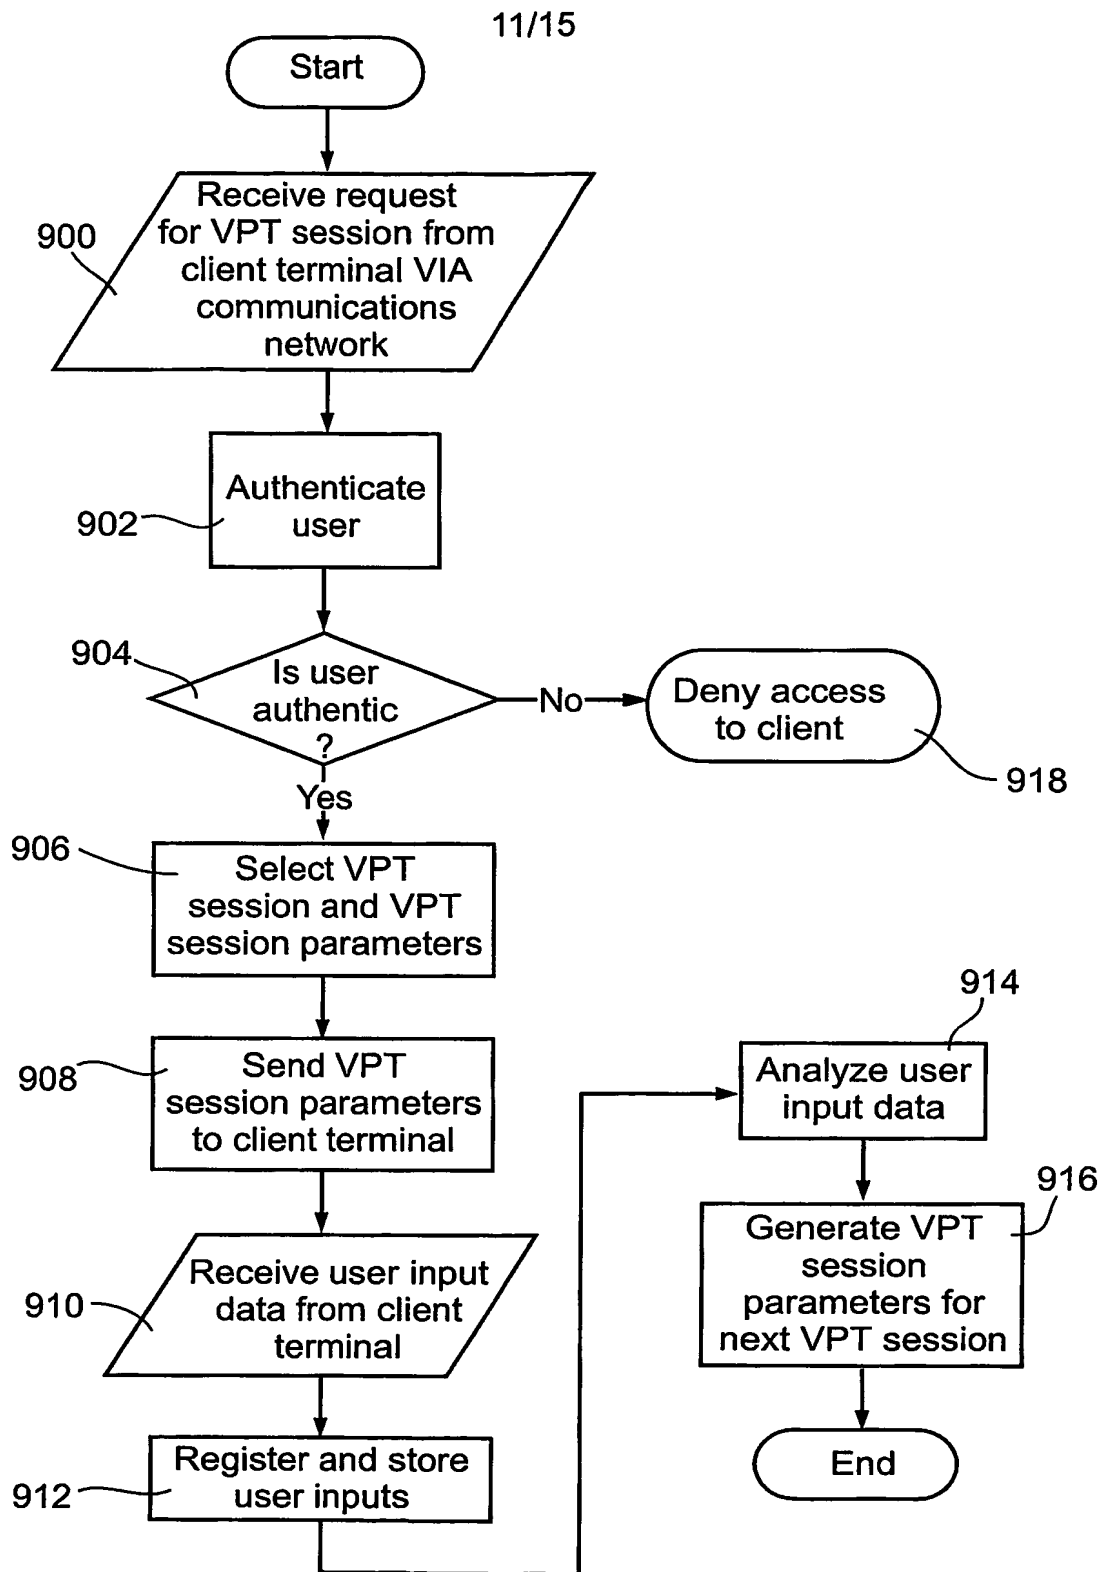 11/15
Start
Receive request
for VPT session from
client terminal VIA
communications
network
900
Authenticate
user
902
904
Is user
authentic
?
No
Deny access
to client
918
Yes
906
Select VPT
session and VPT
session parameters
908
Send VPT
session parameters
to client terminal
910
Receive user input
data from client
terminal
912
Register and store
user inputs
914
Analyze user
input data
916
Generate VPT
session
parameters for
next VPT session
End